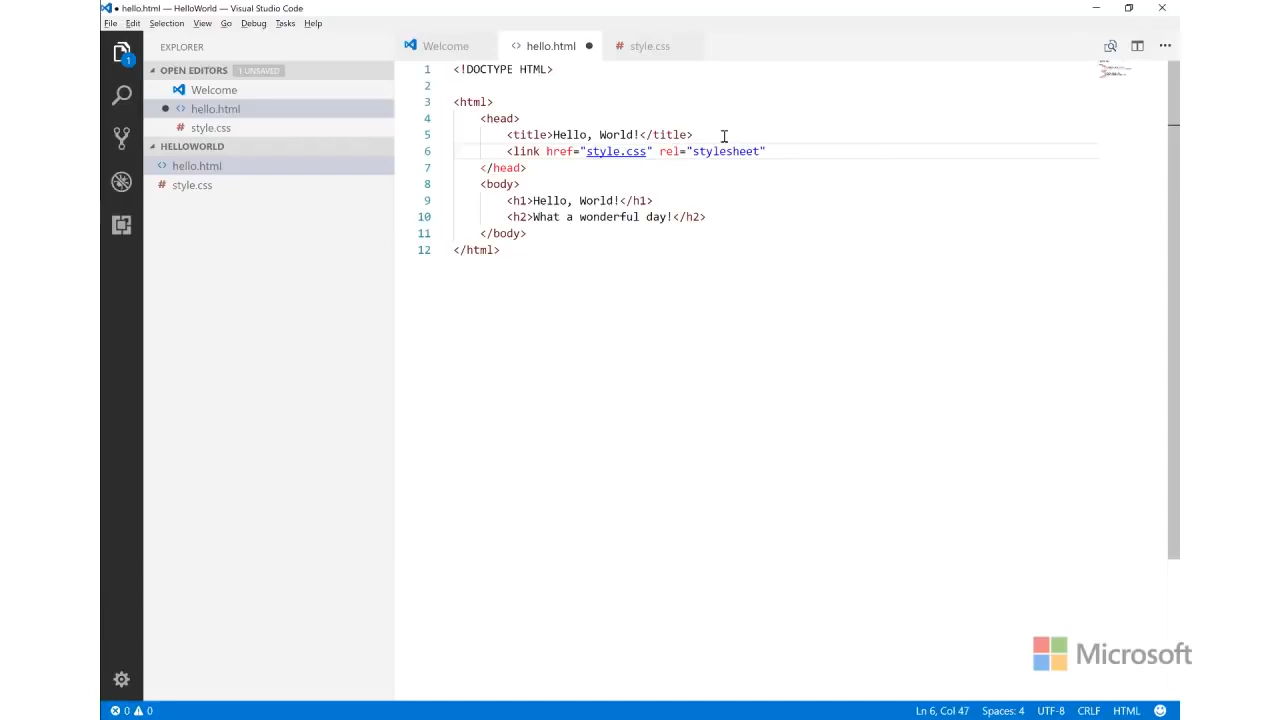 hello.html — HelloWorld — Visual Studio Code
File Edit Selection View Go Debug Tasks Help
EXPLORER
OPEN EDITORS 1 UNSAVED
Welcome
hello.html
style.css
HELLOWORLD
hello.html
style.css
1
Welcome
hello.html
style.css
1 <!DOCTYPE HTML>
2
3 <html>
4 <head>
5 <title>Hello, World!</title>
6 <link href="style.css" rel="stylesheet"
7 </head>
8 <body>
9 <h1>Hello, World!</h1>
10 <h2>What a wonderful day!</h2>
11 </body>
12 </html>
Microsoft
0 0
Ln 6, Col 47 Spaces: 4 UTF-8 CRLF HTML